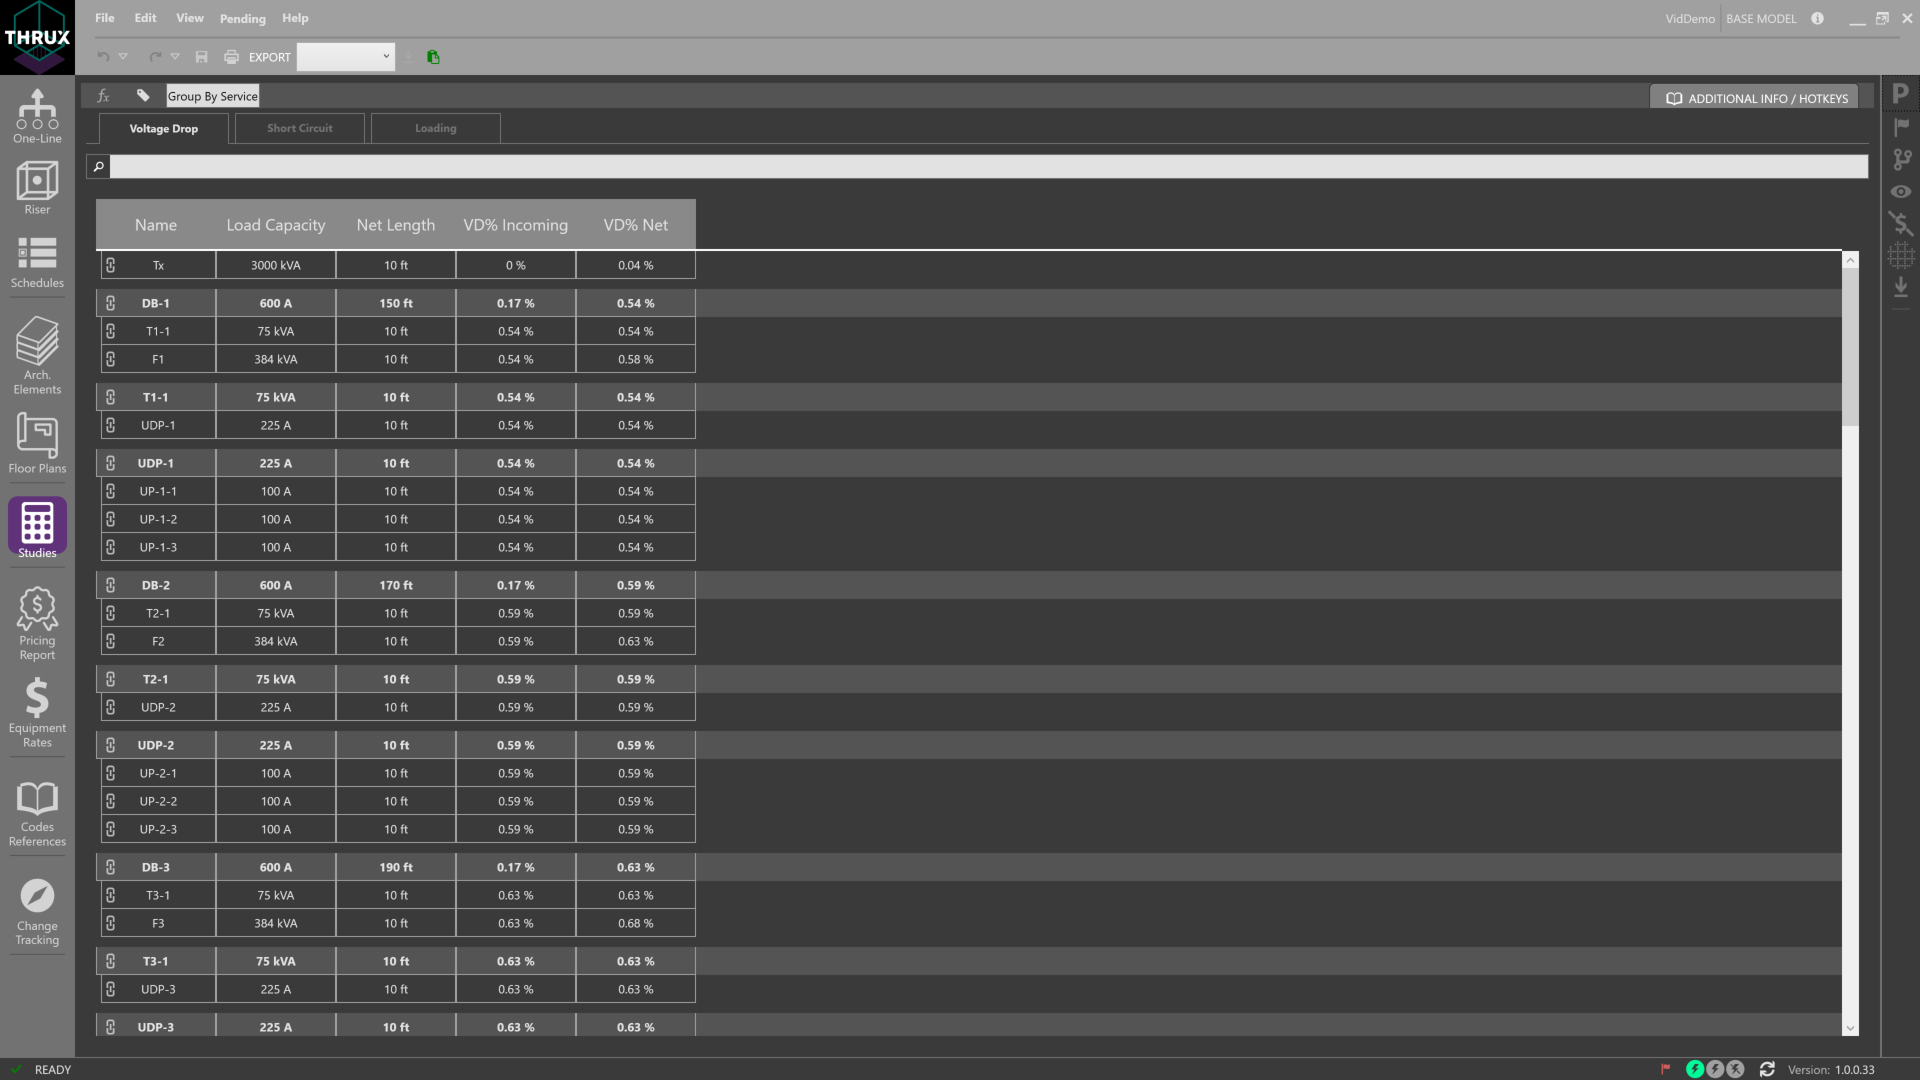 THRUX
File Edit View Pending Help
VidDemo BASE MODEL
EXPORT
fx Group By Service
ADDITIONAL INFO / HOTKEYS
Voltage Drop Short Circuit Loading
One-Line
Riser
Schedules
Arch.
Elements
Floor Plans
Studies
Pricing
Report
Equipment
Rates
Codes
References
Change
Tracking
Name Load Capacity Net Length VD% Incoming VD% Net
Tx 3000 kVA 10 ft 0 % 0.04 %
DB-1 600 A 150 ft 0.17 % 0.54 %
T1-1 75 kVA 10 ft 0.54 % 0.54 %
F1 384 kVA 10 ft 0.54 % 0.58 %
T1-1 75 kVA 10 ft 0.54 % 0.54 %
UDP-1 225 A 10 ft 0.54 % 0.54 %
UDP-1 225 A 10 ft 0.54 % 0.54 %
UP-1-1 100 A 10 ft 0.54 % 0.54 %
UP-1-2 100 A 10 ft 0.54 % 0.54 %
UP-1-3 100 A 10 ft 0.54 % 0.54 %
DB-2 600 A 170 ft 0.17 % 0.59 %
T2-1 75 kVA 10 ft 0.59 % 0.59 %
F2 384 kVA 10 ft 0.59 % 0.63 %
T2-1 75 kVA 10 ft 0.59 % 0.59 %
UDP-2 225 A 10 ft 0.59 % 0.59 %
UDP-2 225 A 10 ft 0.59 % 0.59 %
UP-2-1 100 A 10 ft 0.59 % 0.59 %
UP-2-2 100 A 10 ft 0.59 % 0.59 %
UP-2-3 100 A 10 ft 0.59 % 0.59 %
DB-3 600 A 190 ft 0.17 % 0.63 %
T3-1 75 kVA 10 ft 0.63 % 0.63 %
F3 384 kVA 10 ft 0.63 % 0.68 %
T3-1 75 kVA 10 ft 0.63 % 0.63 %
UDP-3 225 A 10 ft 0.63 % 0.63 %
UDP-3 225 A 10 ft 0.63 % 0.63 %
P
READY
Version: 1.0.0.33